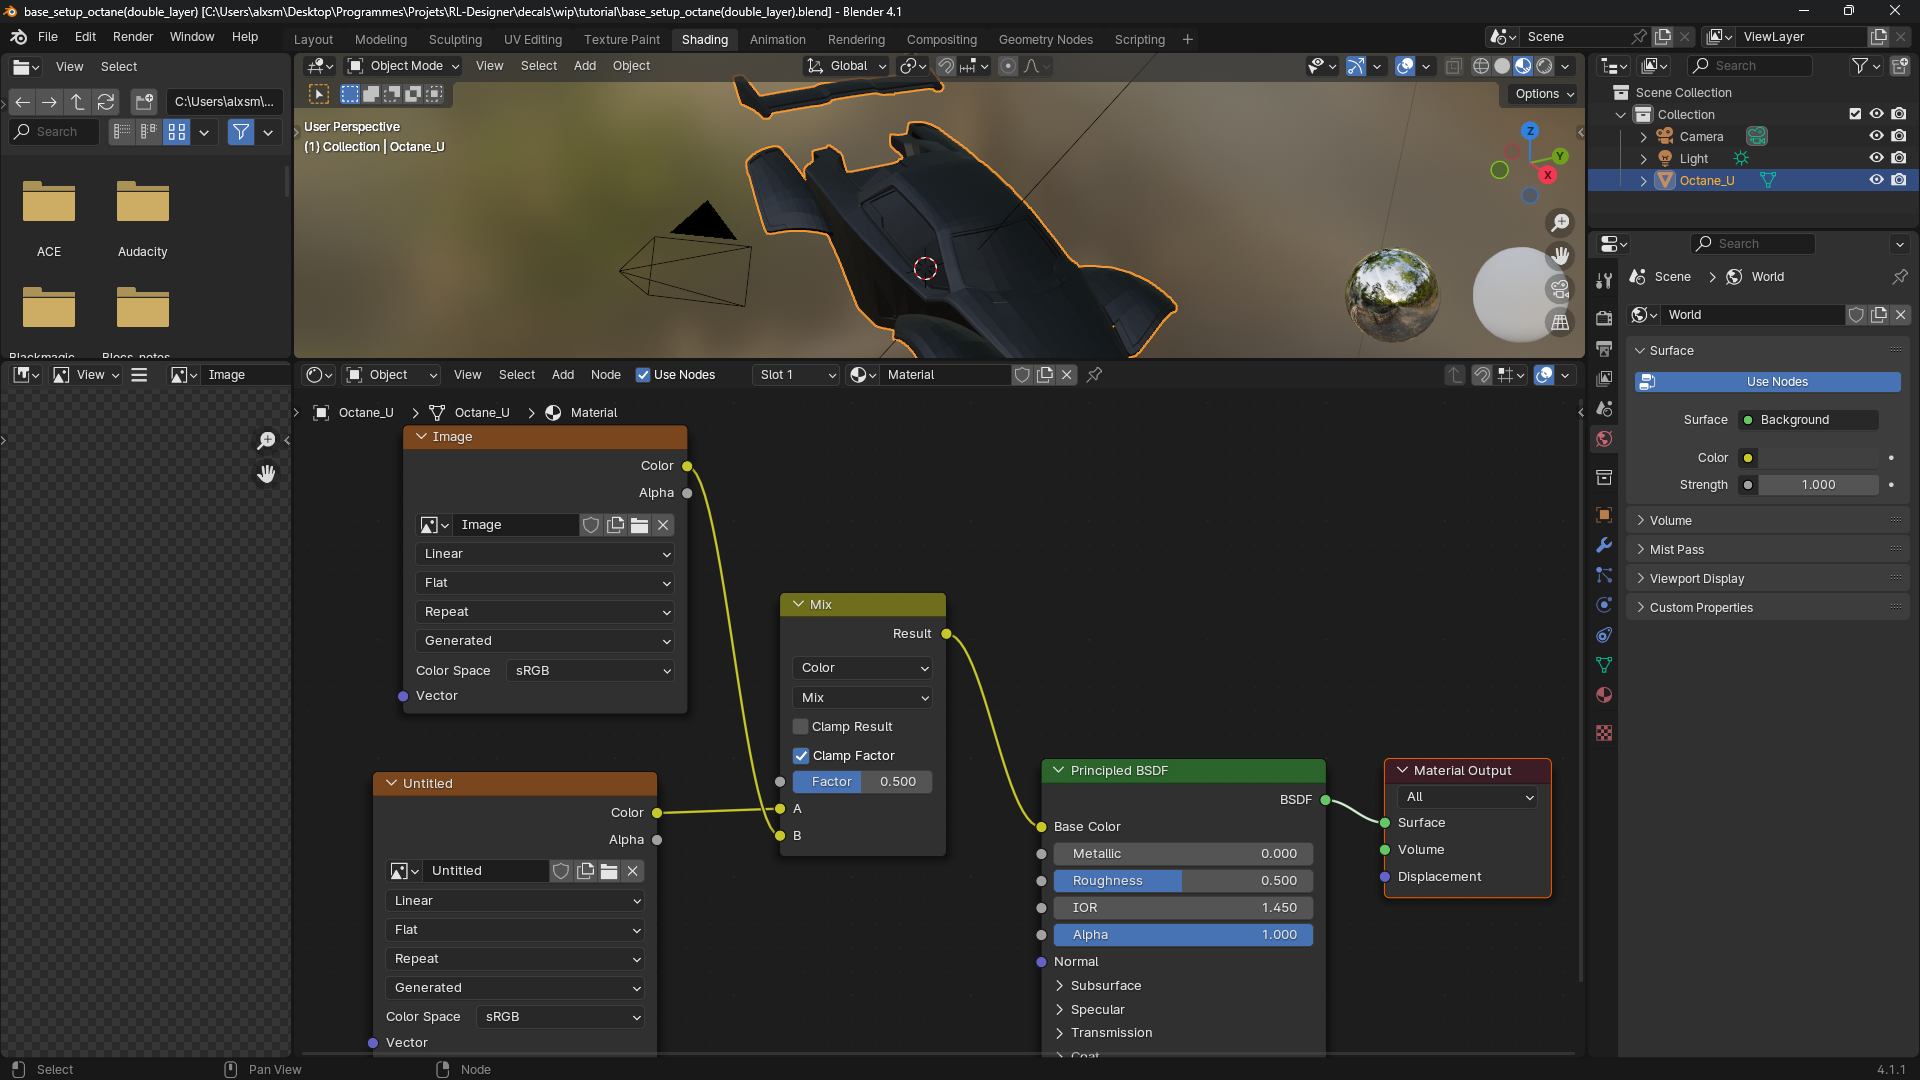 base_setup_octane(double_layer) [C:\Users\alxsm\Desktop\Programmes\Projets\RL-Designer\decals\wip\tutorial\base_setup_octane(double_layer).blend] - Blender 4.1
File Edit Render Window Help
Layout Modeling Sculpting UV Editing Texture Paint Shading Animation Rendering Compositing Geometry Nodes Scripting
Scene
ViewLayer
View Select
C:\Users\alxsm\...
Search
ACE
Audacity
Blackmagic
Blocs-notes
Object Mode View Select Add Object
Global
Options
User Perspective
(1) Collection | Octane_U
Z
Y
X
Search
Scene Collection
Collection
Camera
Light
Octane_U
View
Image
Object View Select Add Node Use Nodes
Slot 1
Material
Octane_U > Octane_U > Material
Image
Color
Alpha
Image
Linear
Flat
Repeat
Generated
Color Space sRGB
Vector
Untitled
Color
Alpha
Untitled
Linear
Flat
Repeat
Generated
Color Space sRGB
Vector
Mix
Result
Color
Mix
Clamp Result
Clamp Factor
Factor 0.500
A
B
Principled BSDF
BSDF
Base Color
Metallic 0.000
Roughness 0.500
IOR 1.450
Alpha 1.000
Normal
Subsurface
Specular
Transmission
Coat
Material Output
All
Surface
Volume
Displacement
Search
Scene > World
World
Surface
Use Nodes
Surface Background
Color
Strength 1.000
Volume
Mist Pass
Viewport Display
Custom Properties
Select
Pan View
Node
4.1.1